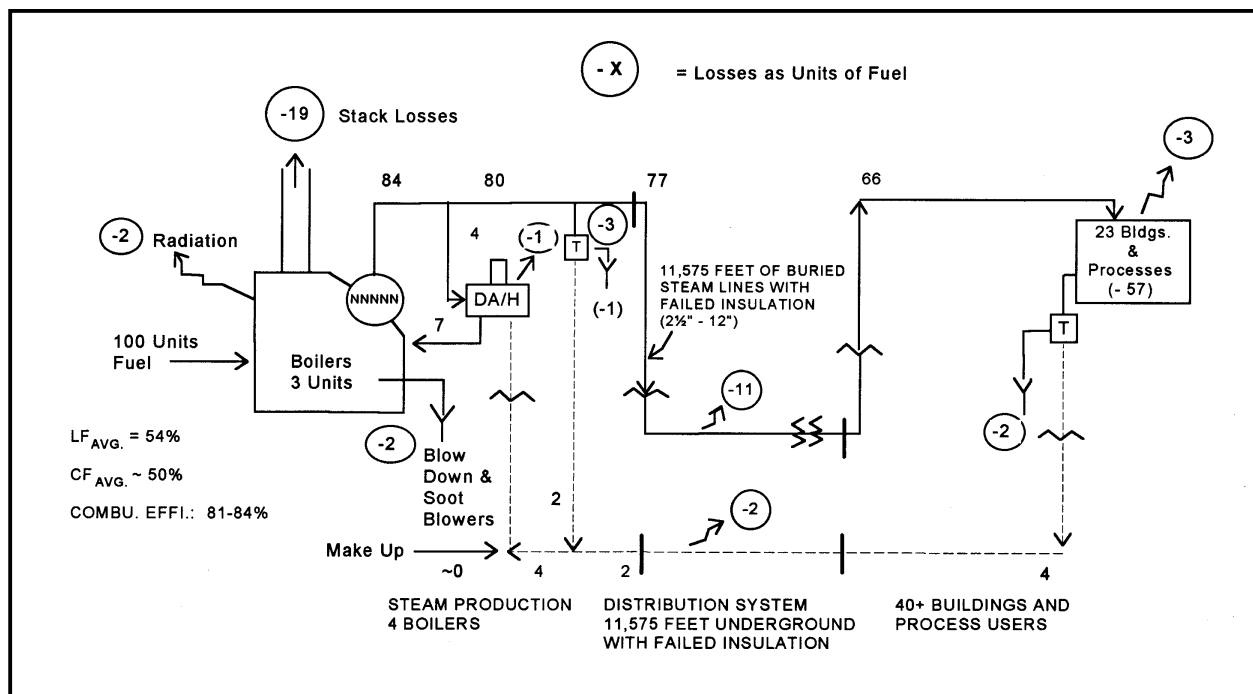 - X
= Losses as Units of Fuel
-19
Stack Losses
-3
84
80
77
66
-2
Radiation
4
(-1)
-3
T
(-1)
NNNNN
DA/H
7
11,575 FEET OF BURIED
STEAM LINES WITH
FAILED INSULATION
(2½" - 12")
23 Bldgs.
&
Processes
(- 57)
T
100 Units
Fuel
Boilers
3 Units
-11
-2
LF AVG. = 54%
CF AVG. ~ 50%
COMBU. EFFI.: 81-84%
-2
Blow
Down &
Soot
Blowers
2
-2
Make Up
~0
4
2
4
STEAM PRODUCTION
4 BOILERS
DISTRIBUTION SYSTEM
11,575 FEET UNDERGROUND
WITH FAILED INSULATION
40+ BUILDINGS AND
PROCESS USERS